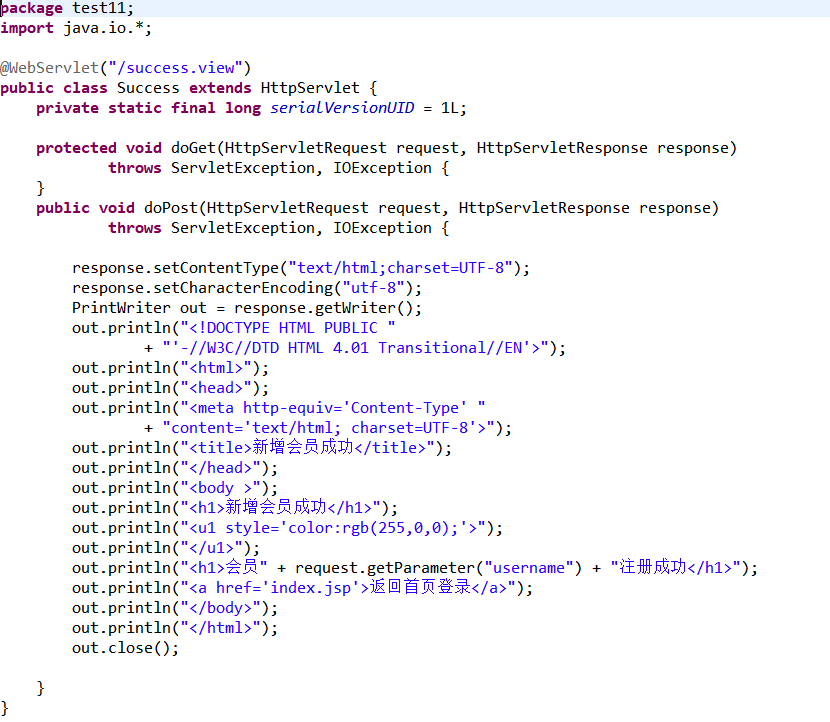 package test11;
import java.io.*;
@WebServlet("/success.view")
public class Success extends HttpServlet {
private static final long serialVersionUID = 1L;
protected void doGet(HttpServletRequest request, HttpServletResponse response)
throws ServletException, IOException {
}
public void doPost(HttpServletRequest request, HttpServletResponse response)
throws ServletException, IOException {
response.setContentType("text/html;charset=UTF-8");
response.setCharacterEncoding("utf-8");
PrintWriter out = response.getWriter();
out.println("<!DOCTYPE HTML PUBLIC "
+ "'-//W3C//DTD HTML 4.01 Transitional//EN'>");
out.println("<html>");
out.println("<head>");
out.println("<meta http-equiv='Content-Type' "
+ "content='text/html; charset=UTF-8'>");
out.println("<title>新增会员成功</title>");
out.println("</head>");
out.println("<body >");
out.println("<h1>新增会员成功</h1>");
out.println("<u1 style='color:rgb(255,0,0);'>");
out.println("</u1>");
out.println("<h1>会员" + request.getParameter("username") + "注册成功</h1>");
out.println("<a href='index.jsp'>返回首页登录</a>");
out.println("</body>");
out.println("</html>");
out.close();
}
}